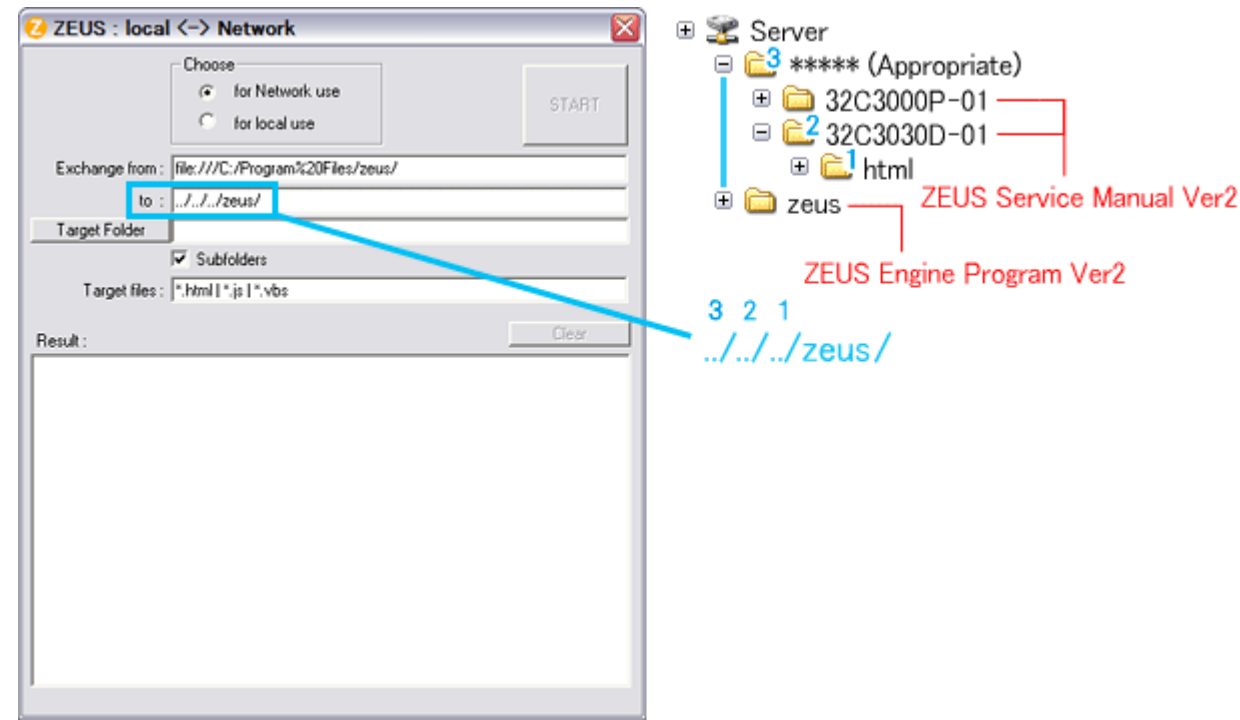 ZEUS : local <-> Network
Choose
for Network use
for local use
START
Exchange from : file:///C:/Program%20Files/zeus/
to : ../../../zeus/
Target Folder
Subfolders
Target files : *.html | *.js | *.vbs
Result :
Clear
Server
3 ***** (Appropriate)
32C3000P-01
2 32C3030D-01
1 html
zeus
ZEUS Service Manual Ver2
ZEUS Engine Program Ver2
3 2 1
../../../zeus/